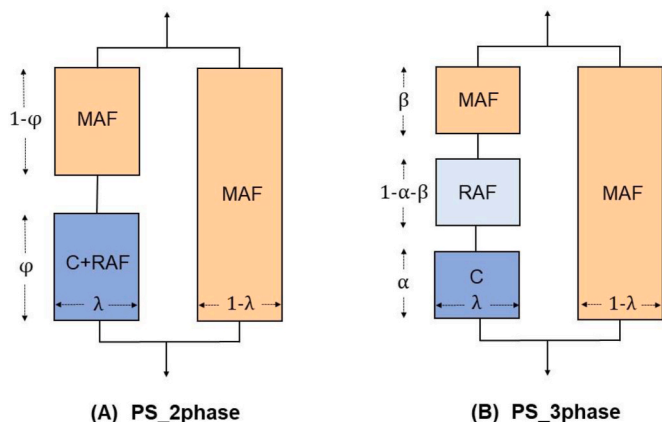 MAF
1-φ
MAF
C+RAF
φ
λ
1-λ
(A) PS_2phase
MAF
β
RAF
1-α-β
MAF
C
α
λ
1-λ
(B) PS_3phase